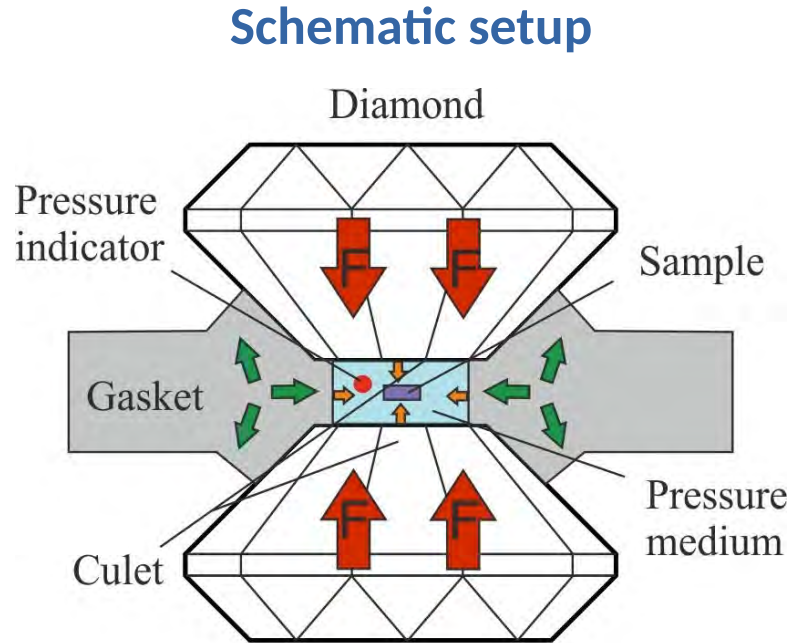 Schematic setup
Diamond
Pressure
indicator
Sample
F F
Gasket
Pressure
medium
F F
Culet